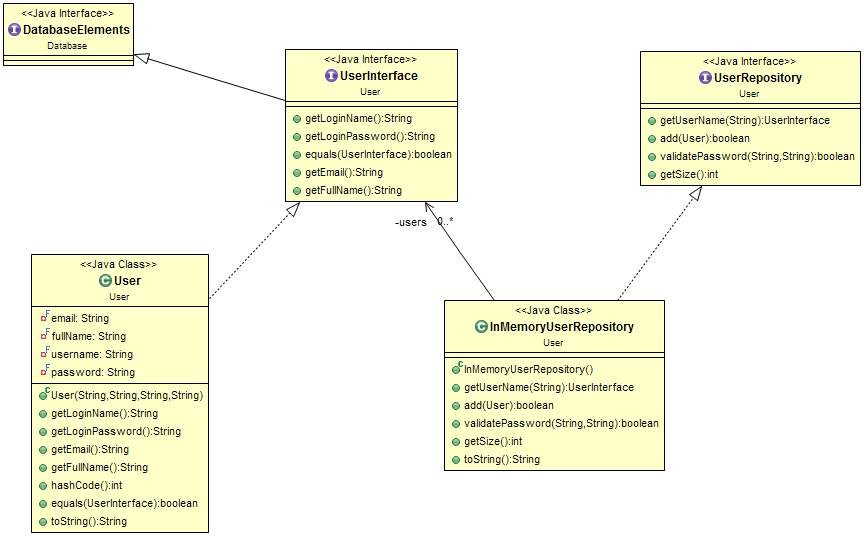 <<Java Interface>>
I DatabaseElements
Database
<<Java Interface>>
I UserInterface
User
getLoginName():String
getLoginPassword():String
equals(UserInterface):boolean
getEmail():String
getFullName():String
<<Java Interface>>
I UserRepository
User
getUserName(String):UserInterface
add(User):boolean
validatePassword(String,String):boolean
getSize():int
-users 0..*
<<Java Class>>
C User
User
F email: String
F fullName: String
F username: String
F password: String
C User(String,String,String,String)
getLoginName():String
getLoginPassword():String
getEmail():String
getFullName():String
hashCode():int
equals(UserInterface):boolean
toString():String
<<Java Class>>
C InMemoryUserRepository
User
C InMemoryUserRepository()
getUserName(String):UserInterface
add(User):boolean
validatePassword(String,String):boolean
getSize():int
toString():String